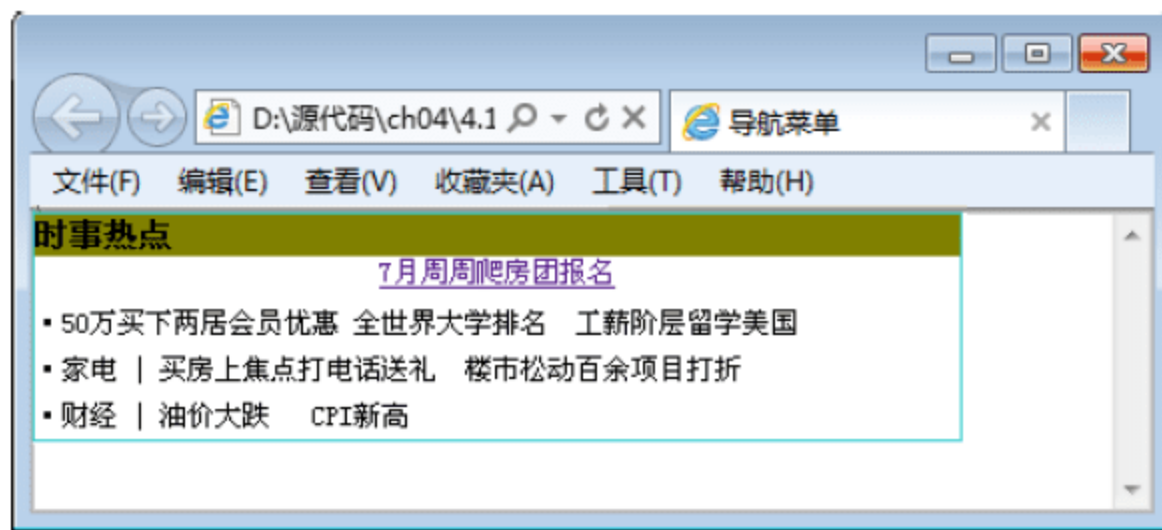 D:\源代码\ch04\4.1 导航菜单
文件(F) 编辑(E) 查看(V) 收藏夹(A) 工具(T) 帮助(H)
时事热点
7月周周爬房团报名
▪50万买下两居会员优惠 全世界大学排名 工薪阶层留学美国
▪家电 | 买房上焦点打电话送礼 楼市松动百余项目打折
▪财经 | 油价大跌 CPI新高